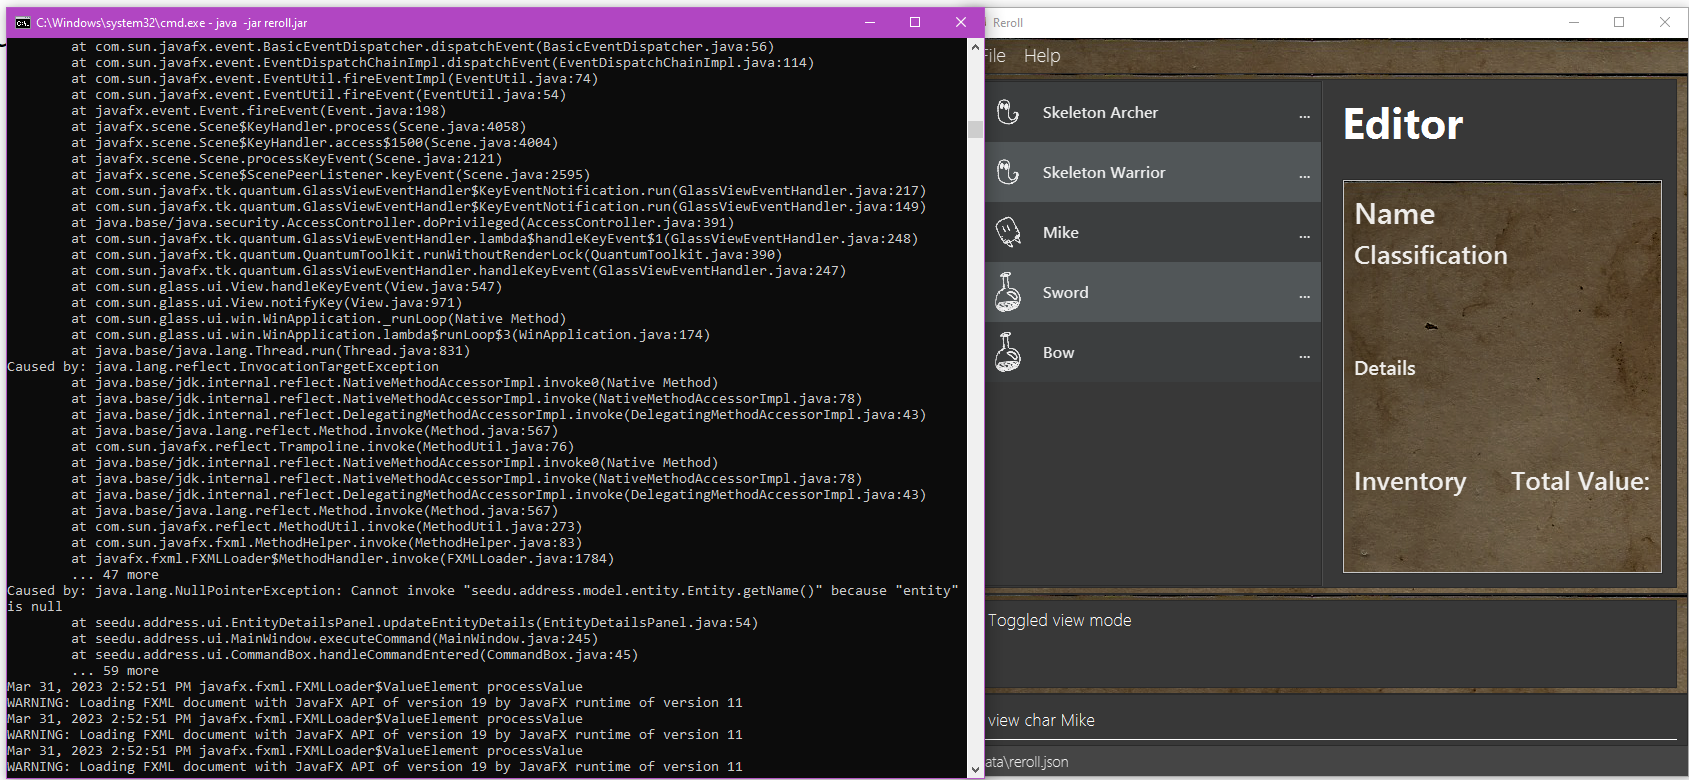 C:\Windows\system32\cmd.exe - java  -jar reroll.jar
at com.sun.javafx.event.BasicEventDispatcher.dispatchEvent(BasicEventDispatcher.java:56)
at com.sun.javafx.event.EventDispatchChainImpl.dispatchEvent(EventDispatchChainImpl.java:114)
at com.sun.javafx.event.EventUtil.fireEventImpl(EventUtil.java:74)
at com.sun.javafx.event.EventUtil.fireEvent(EventUtil.java:54)
at javafx.event.Event.fireEvent(Event.java:198)
at javafx.scene.Scene$KeyHandler.process(Scene.java:4058)
at javafx.scene.Scene$KeyHandler.access$1500(Scene.java:4004)
at javafx.scene.Scene.processKeyEvent(Scene.java:2121)
at javafx.scene.Scene$ScenePeerListener.keyEvent(Scene.java:2595)
at com.sun.javafx.tk.quantum.GlassViewEventHandler$KeyEventNotification.run(GlassViewEventHandler.java:217)
at com.sun.javafx.tk.quantum.GlassViewEventHandler$KeyEventNotification.run(GlassViewEventHandler.java:149)
at java.base/java.security.AccessController.doPrivileged(AccessController.java:391)
at com.sun.javafx.tk.quantum.GlassViewEventHandler.lambda$handleKeyEvent$1(GlassViewEventHandler.java:248)
at com.sun.javafx.tk.quantum.QuantumToolkit.runWithoutRenderLock(QuantumToolkit.java:390)
at com.sun.javafx.tk.quantum.GlassViewEventHandler.handleKeyEvent(GlassViewEventHandler.java:247)
at com.sun.glass.ui.View.handleKeyEvent(View.java:547)
at com.sun.glass.ui.View.notifyKey(View.java:971)
at com.sun.glass.ui.win.WinApplication._runLoop(Native Method)
at com.sun.glass.ui.win.WinApplication.lambda$runLoop$3(WinApplication.java:174)
at java.base/java.lang.Thread.run(Thread.java:831)
Caused by: java.lang.reflect.InvocationTargetException
at java.base/jdk.internal.reflect.NativeMethodAccessorImpl.invoke0(Native Method)
at java.base/jdk.internal.reflect.NativeMethodAccessorImpl.invoke(NativeMethodAccessorImpl.java:78)
at java.base/jdk.internal.reflect.DelegatingMethodAccessorImpl.invoke(DelegatingMethodAccessorImpl.java:43)
at java.base/java.lang.reflect.Method.invoke(Method.java:567)
at com.sun.javafx.reflect.Trampoline.invoke(MethodUtil.java:76)
at java.base/jdk.internal.reflect.NativeMethodAccessorImpl.invoke0(Native Method)
at java.base/jdk.internal.reflect.NativeMethodAccessorImpl.invoke(NativeMethodAccessorImpl.java:78)
at java.base/jdk.internal.reflect.DelegatingMethodAccessorImpl.invoke(DelegatingMethodAccessorImpl.java:43)
at java.base/java.lang.reflect.Method.invoke(Method.java:567)
at com.sun.javafx.reflect.MethodUtil.invoke(MethodUtil.java:273)
at com.sun.javafx.fxml.MethodHelper.invoke(MethodHelper.java:83)
at javafx.fxml.FXMLLoader$MethodHandler.invoke(FXMLLoader.java:1784)
... 47 more
Caused by: java.lang.NullPointerException: Cannot invoke "seedu.address.model.entity.Entity.getName()" because "entity"
is null
at seedu.address.ui.EntityDetailsPanel.updateEntityDetails(EntityDetailsPanel.java:54)
at seedu.address.ui.MainWindow.executeCommand(MainWindow.java:245)
at seedu.address.ui.CommandBox.handleCommandEntered(CommandBox.java:45)
... 59 more
Mar 31, 2023 2:52:51 PM javafx.fxml.FXMLLoader$ValueElement processValue
WARNING: Loading FXML document with JavaFX API of version 19 by JavaFX runtime of version 11
Mar 31, 2023 2:52:51 PM javafx.fxml.FXMLLoader$ValueElement processValue
WARNING: Loading FXML document with JavaFX API of version 19 by JavaFX runtime of version 11
Mar 31, 2023 2:52:51 PM javafx.fxml.FXMLLoader$ValueElement processValue
WARNING: Loading FXML document with JavaFX API of version 19 by JavaFX runtime of version 11
Reroll
File Help
Skeleton Archer ...
Skeleton Warrior ...
Mike ...
Sword ...
Bow ...
Editor
Name
Classification
Details
Inventory Total Value:
Toggled view mode
view char Mike
ata\reroll.json